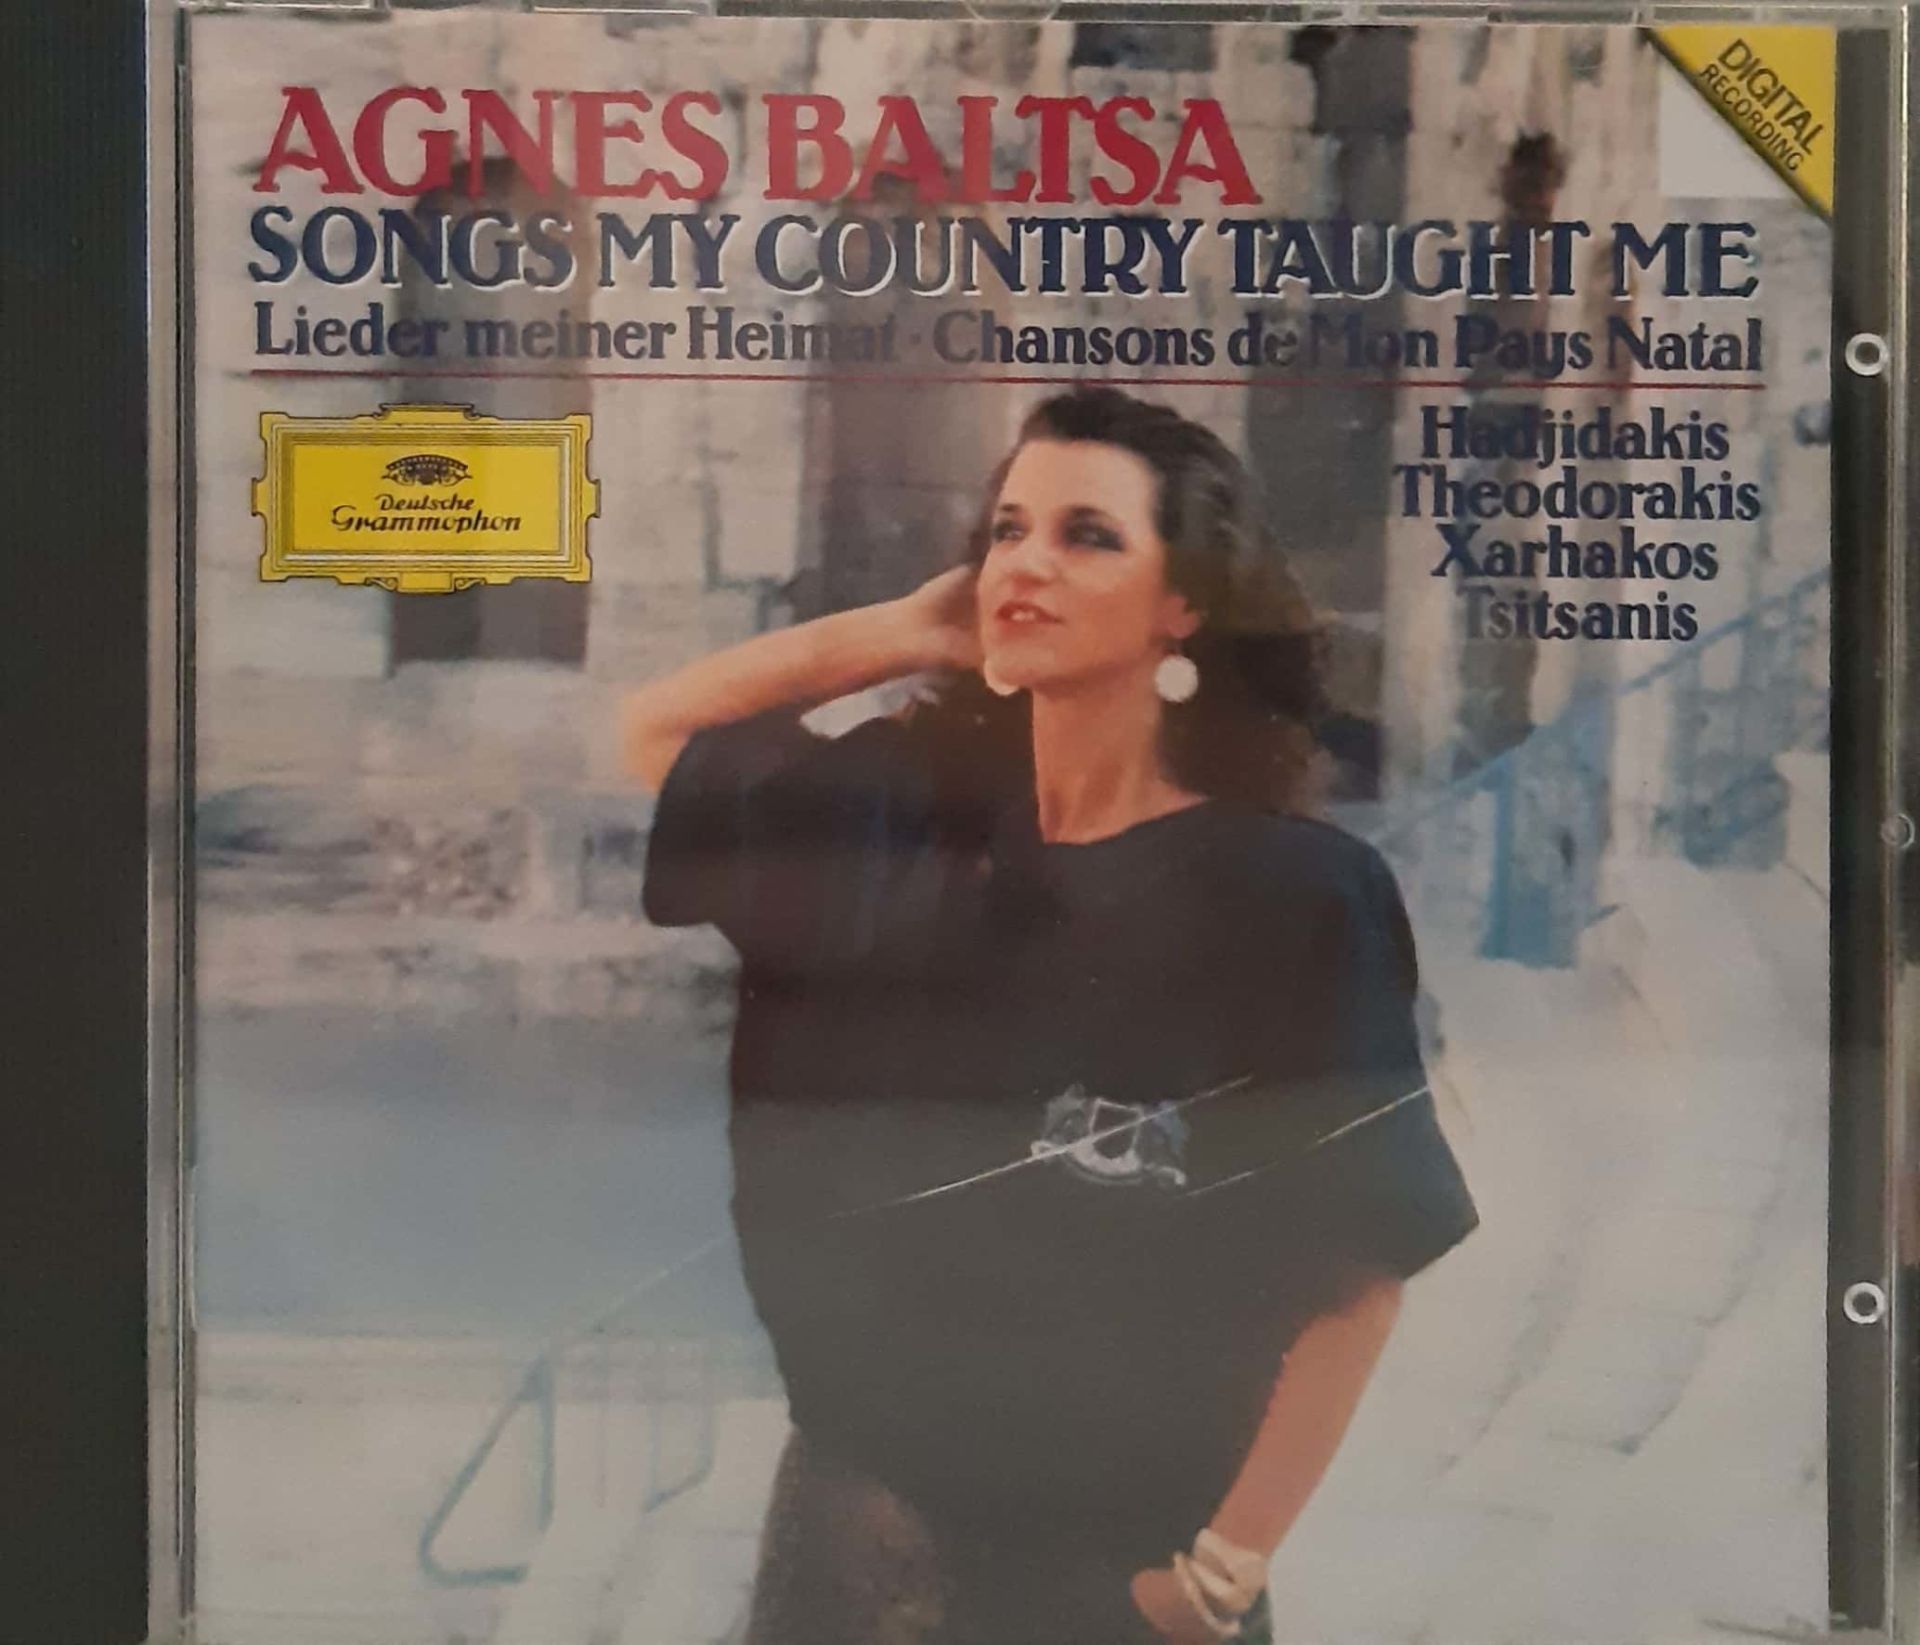 DIGITAL
RECORDING
AGNES BALTSA
SONGS MY COUNTRY TAUGHT ME
Lieder meiner Heimat · Chansons de Mon Pays Natal
Deutsche
Grammophon
Hadjidakis
Theodorakis
Xarhakos
Tsitsanis